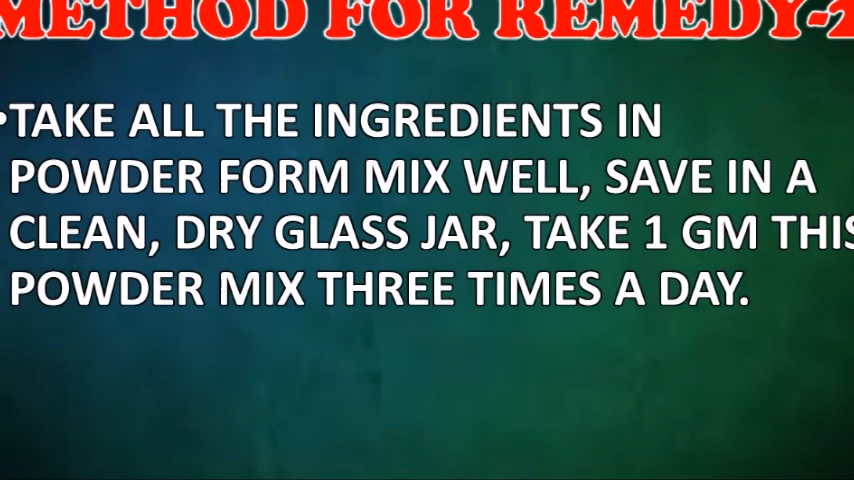 METHOD FOR REMEDY-2
•TAKE ALL THE INGREDIENTS IN
POWDER FORM MIX WELL, SAVE IN A
CLEAN, DRY GLASS JAR, TAKE 1 GM THIS
POWDER MIX THREE TIMES A DAY.